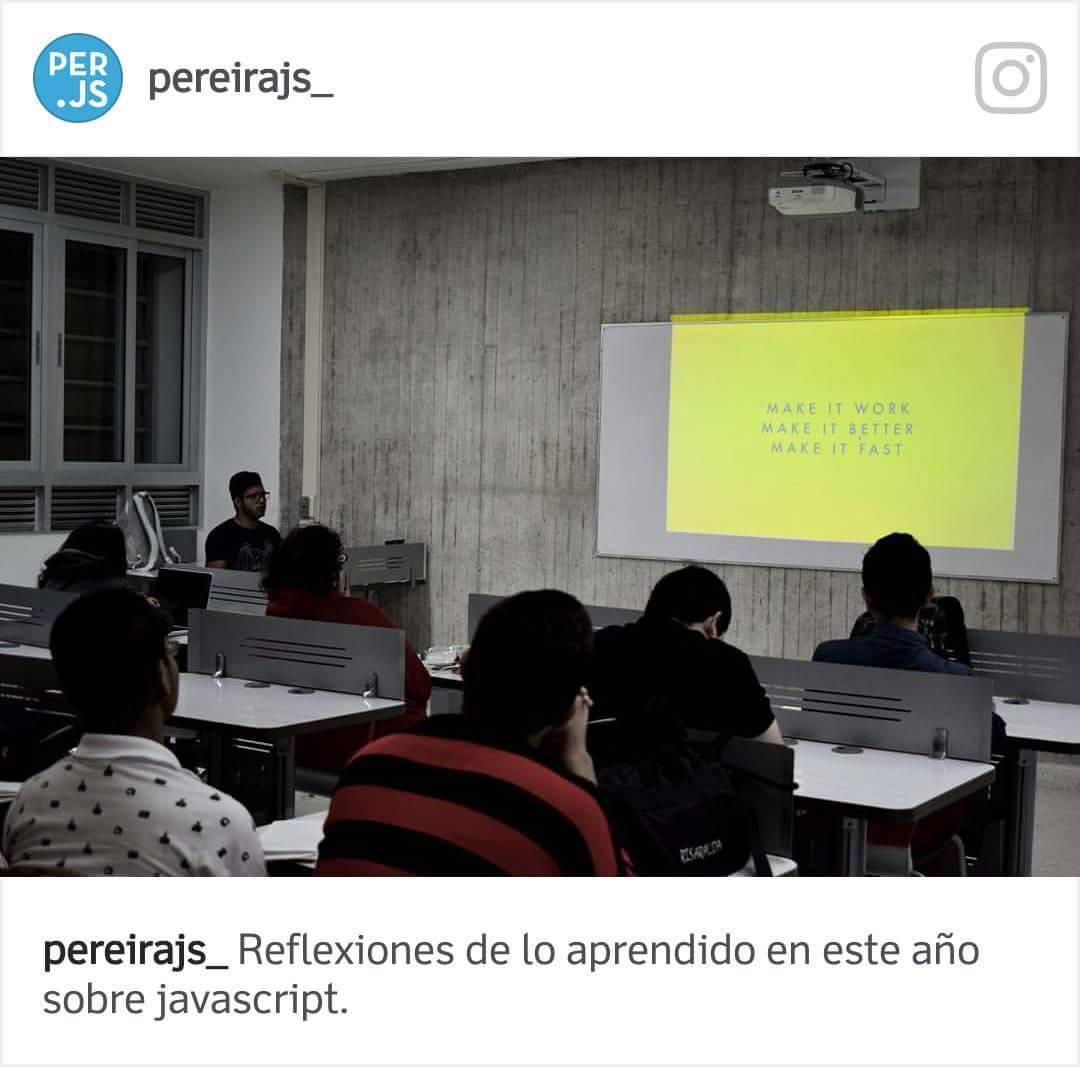 PER
.JS
pereirajs_
MAKE IT WORK
MAKE IT BETTER
MAKE IT FAST
RISARALDA
pereirajs_ Reflexiones de lo aprendido en este año
sobre javascript.